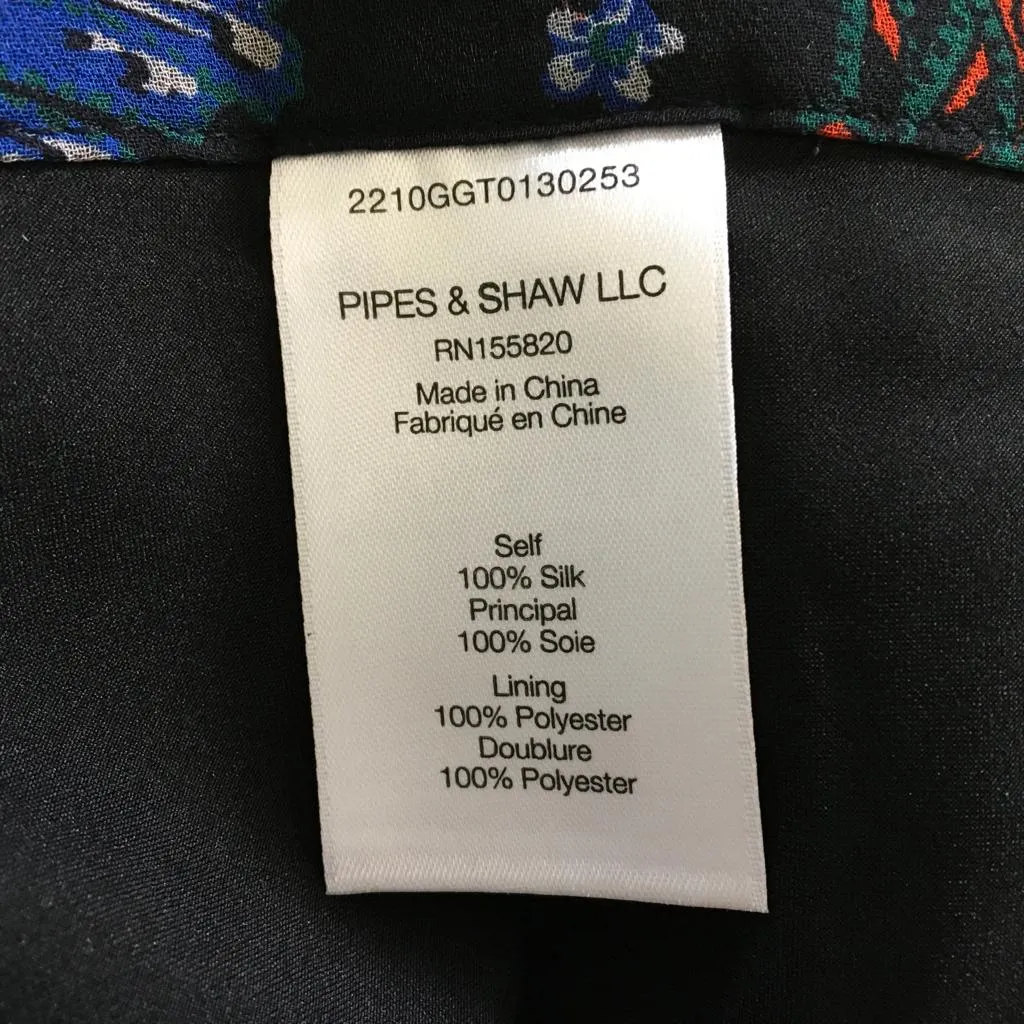 2210GGT0130253
PIPES & SHAW LLC
RN155820
Made in China
Fabriqué en Chine
Self
100% Silk
Principal
100% Soie
Lining
100% Polyester
Doublure
100% Polyester